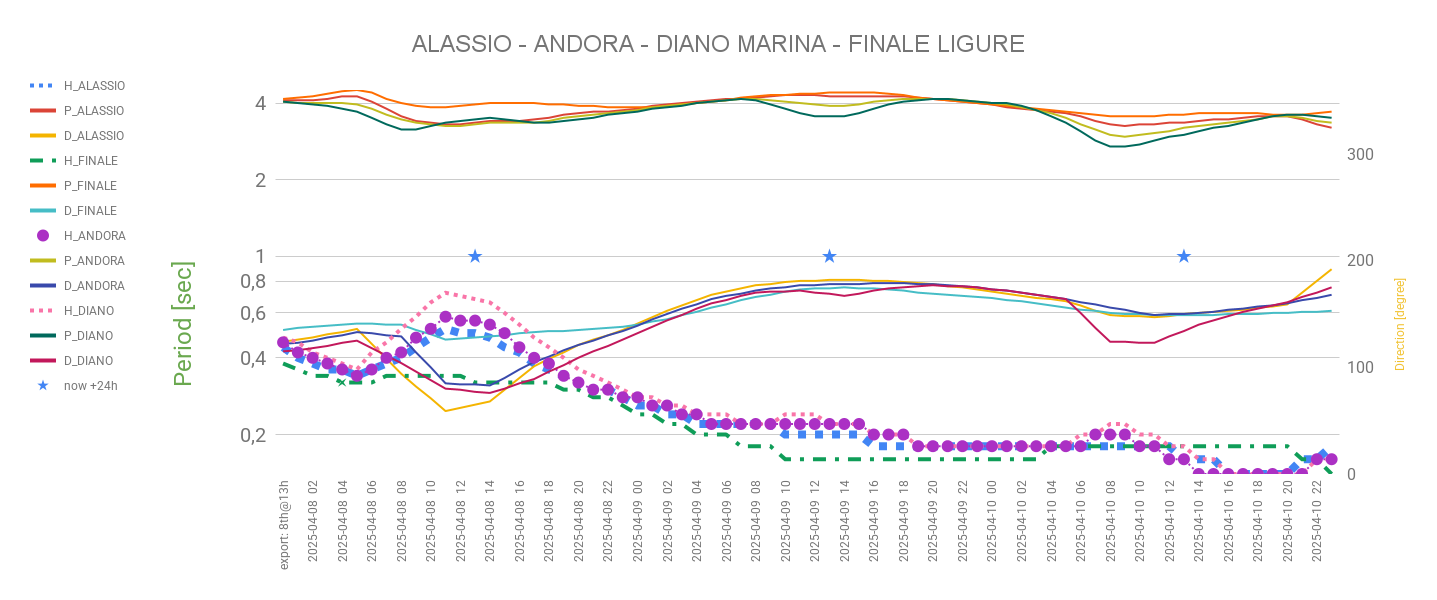 ALASSIO - ANDORA - DIANO MARINA - FINALE LIGURE
H_ALASSIO
P_ALASSIO
D_ALASSIO
H_FINALE
P_FINALE
D_FINALE
H_ANDORA
P_ANDORA
D_ANDORA
H_DIANO
P_DIANO
D_DIANO
now +24h
Period [sec]
4
2
1
0,8
0,6
0,4
0,2
300
200
100
0
Direction [degree]
export: 8th@13h
2025-04-08 02
2025-04-08 04
2025-04-08 06
2025-04-08 08
2025-04-08 10
2025-04-08 12
2025-04-08 14
2025-04-08 16
2025-04-08 18
2025-04-08 20
2025-04-08 22
2025-04-09 00
2025-04-09 02
2025-04-09 04
2025-04-09 06
2025-04-09 08
2025-04-09 10
2025-04-09 12
2025-04-09 14
2025-04-09 16
2025-04-09 18
2025-04-09 20
2025-04-09 22
2025-04-10 00
2025-04-10 02
2025-04-10 04
2025-04-10 06
2025-04-10 08
2025-04-10 10
2025-04-10 12
2025-04-10 14
2025-04-10 16
2025-04-10 18
2025-04-10 20
2025-04-10 22